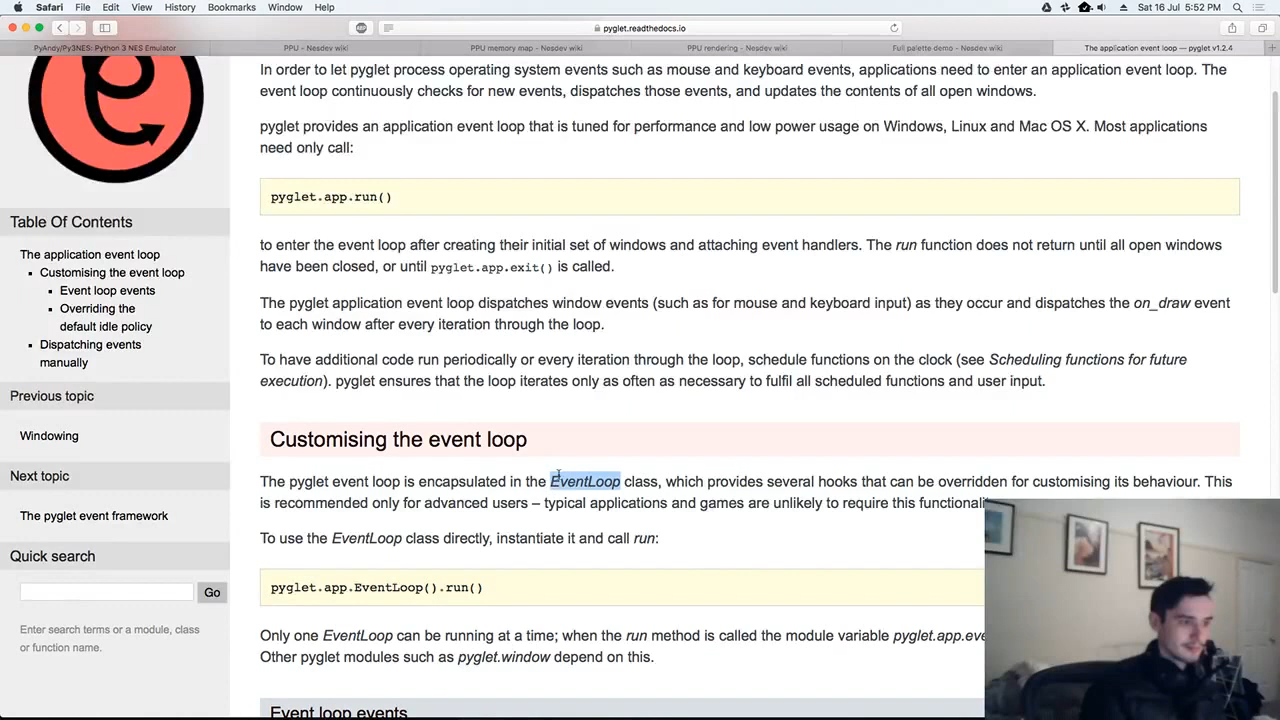 Safari File Edit View History Bookmarks Window Help
Sat 16 Jul 5:52 PM
pyglet.readthedocs.io
PyAndy/Py3NES: Python 3 NES Emulator
PPU - Nesdev wiki
PPU memory map - Nesdev wiki
PPU rendering - Nesdev wiki
Full palette demo - Nesdev wiki
The application event loop — pyglet v1.2.4
In order to let pyglet process operating system events such as mouse and keyboard events, applications need to enter an application event loop. The
event loop continuously checks for new events, dispatches those events, and updates the contents of all open windows.
pyglet provides an application event loop that is tuned for performance and low power usage on Windows, Linux and Mac OS X. Most applications
need only call:
pyglet.app.run()
to enter the event loop after creating their initial set of windows and attaching event handlers. The run function does not return until all open windows
have been closed, or until pyglet.app.exit() is called.
The pyglet application event loop dispatches window events (such as for mouse and keyboard input) as they occur and dispatches the on_draw event
to each window after every iteration through the loop.
To have additional code run periodically or every iteration through the loop, schedule functions on the clock (see Scheduling functions for future
execution). pyglet ensures that the loop iterates only as often as necessary to fulfil all scheduled functions and user input.
Customising the event loop
The pyglet event loop is encapsulated in the EventLoop class, which provides several hooks that can be overridden for customising its behaviour. This
is recommended only for advanced users – typical applications and games are unlikely to require this functionali
To use the EventLoop class directly, instantiate it and call run:
pyglet.app.EventLoop().run()
Only one EventLoop can be running at a time; when the run method is called the module variable pyglet.app.eve
Other pyglet modules such as pyglet.window depend on this.
Event loop events
Table Of Contents
The application event loop
Customising the event loop
Event loop events
Overriding the
default idle policy
Dispatching events
manually
Previous topic
Windowing
Next topic
The pyglet event framework
Quick search
Go
Enter search terms or a module, class
or function name.